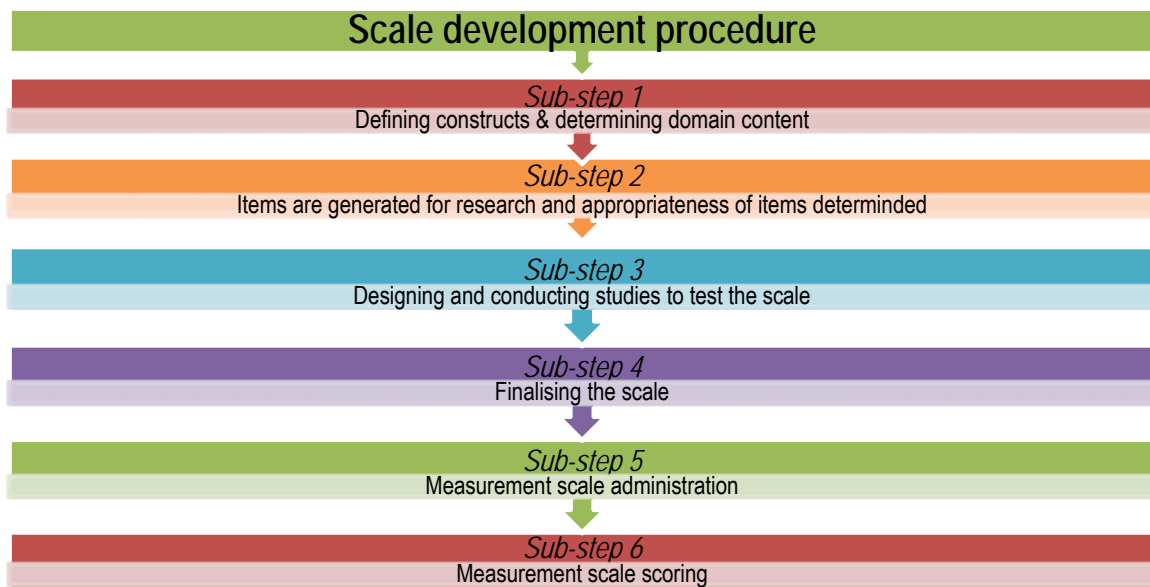 Scale development procedure
Sub-step 1
Defining constructs & determining domain content
Sub-step 2
Items are generated for research and appropriateness of items determinded
Sub-step 3
Designing and conducting studies to test the scale
Sub-step 4
Finalising the scale
Sub-step 5
Measurement scale administration
Sub-step 6
Measurement scale scoring